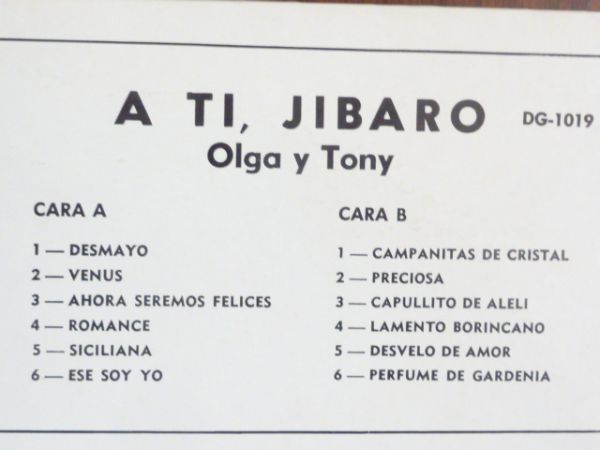 A TI, JIBARO DG-1019
Olga y Tony
CARA A
1 — DESMAYO
2 — VENUS
3 — AHORA SEREMOS FELICES
4 — ROMANCE
5 — SICILIANA
6 — ESE SOY YO
CARA B
1 — CAMPANITAS DE CRISTAL
2 — PRECIOSA
3 — CAPULLITO DE ALELI
4 — LAMENTO BORINCANO
5 — DESVELO DE AMOR
6 — PERFUME DE GARDENIA